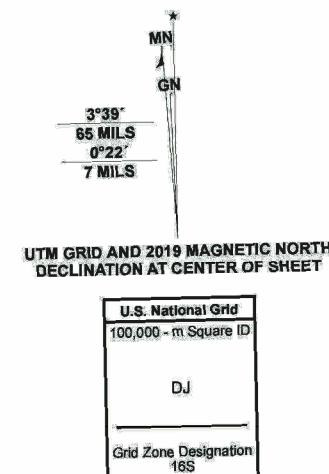 MN
GN
3°39´
65 MILS
0°22´
7 MILS
UTM GRID AND 2019 MAGNETIC NORTH
DECLINATION AT CENTER OF SHEET
U.S. National Grid
100,000 - m Square ID
DJ
Grid Zone Designation
16S